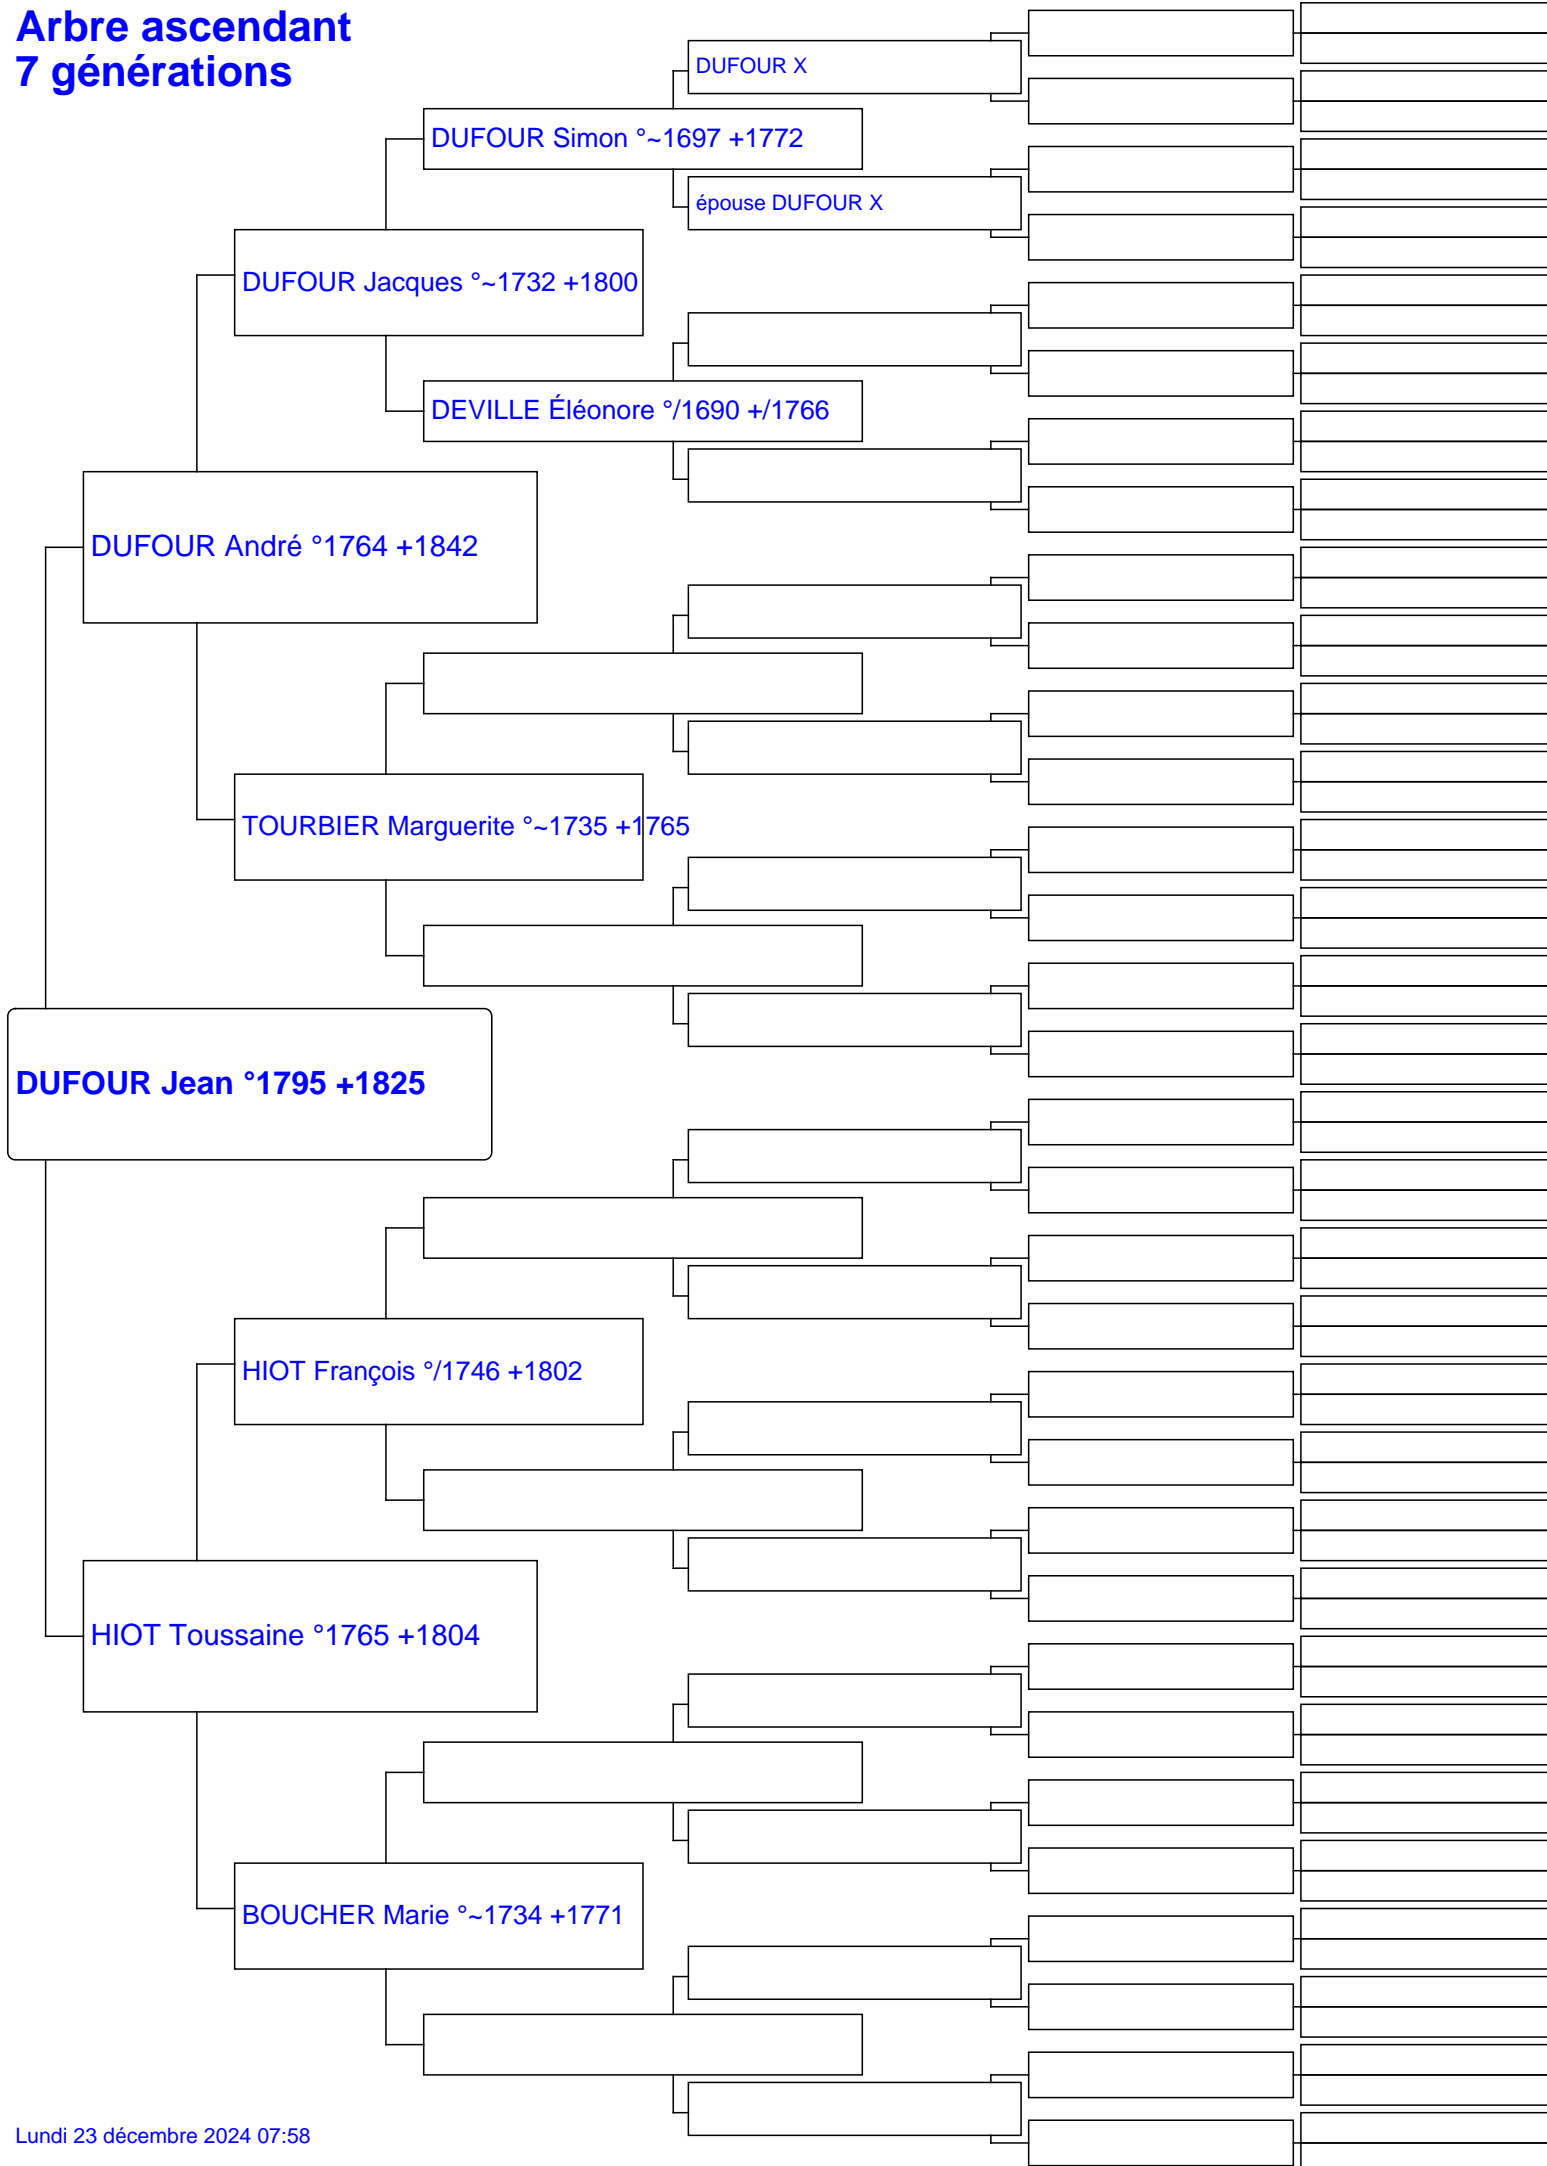 Arbre ascendant
7 générations
DUFOUR X
DUFOUR Simon °~1697 +1772
épouse DUFOUR X
DUFOUR Jacques °~1732 +1800
DEVILLE Éléonore °/1690 +/1766
DUFOUR André °1764 +1842
TOURBIER Marguerite °~1735 +1765
DUFOUR Jean °1795 +1825
HIOT François °/1746 +1802
HIOT Toussaine °1765 +1804
BOUCHER Marie °~1734 +1771
Lundi 23 décembre 2024 07:58